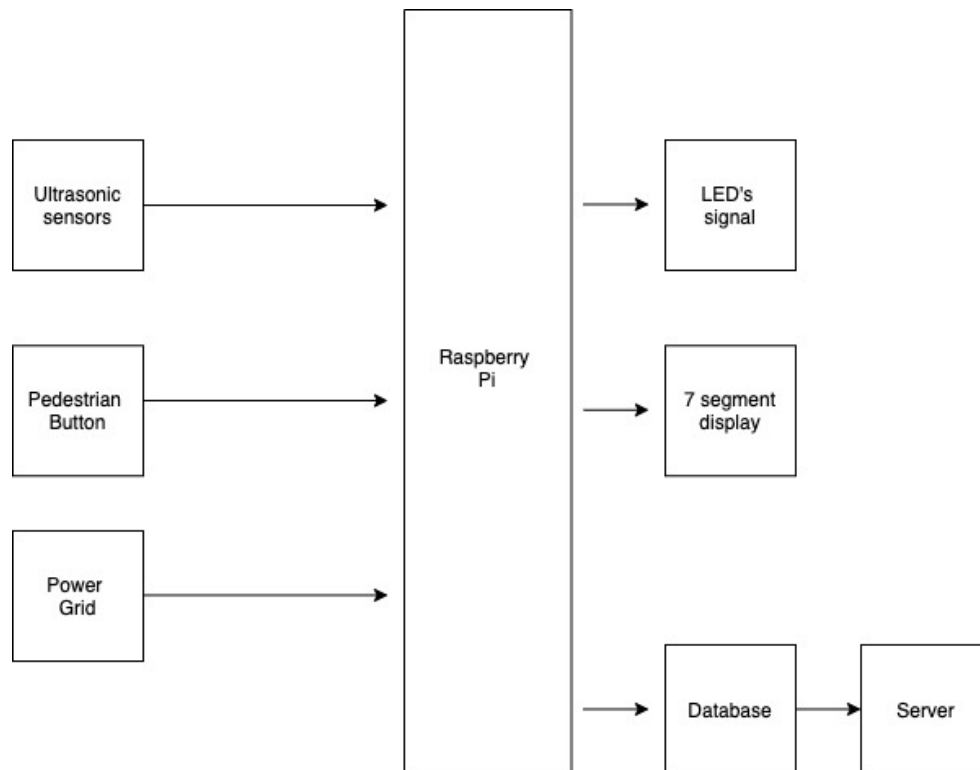 Ultrasonic
sensors
LED's
signal
Raspberry
Pi
Pedestrian
Button
7 segment
display
Power
Grid
Database
Server